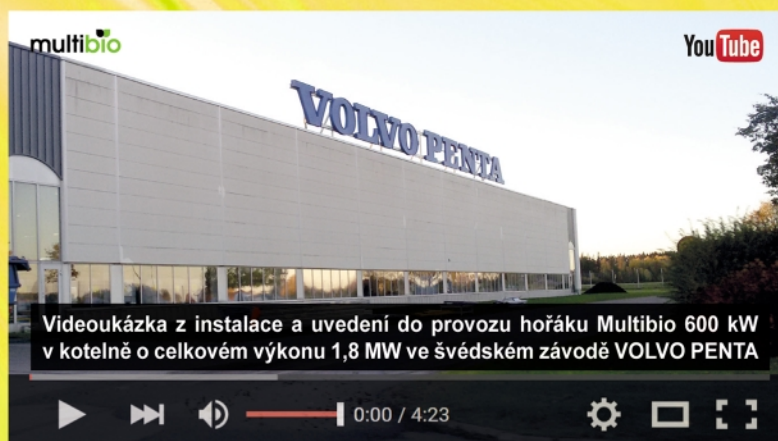 multibio
YouTube
VOLVO PENTA
Videoukázka z instalace a uvedení do provozu hořáku Multibio 600 kW
v kotelně o celkovém výkonu 1,8 MW ve švédském závodě VOLVO PENTA
0:00 / 4:23